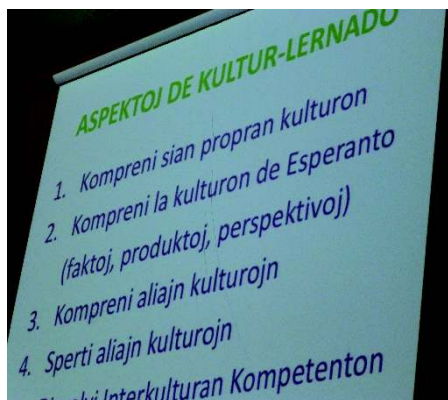 ASPEKTOJ DE KULTUR-LERNADO
1. Kompreni sian propran kulturon
2. Kompreni la kulturon de Esperanto
(faktoj, produktoj, perspektivoj)
3. Kompreni aliajn kulturojn
4. Sperti aliajn kulturojn
Interkulturan Kompetenton